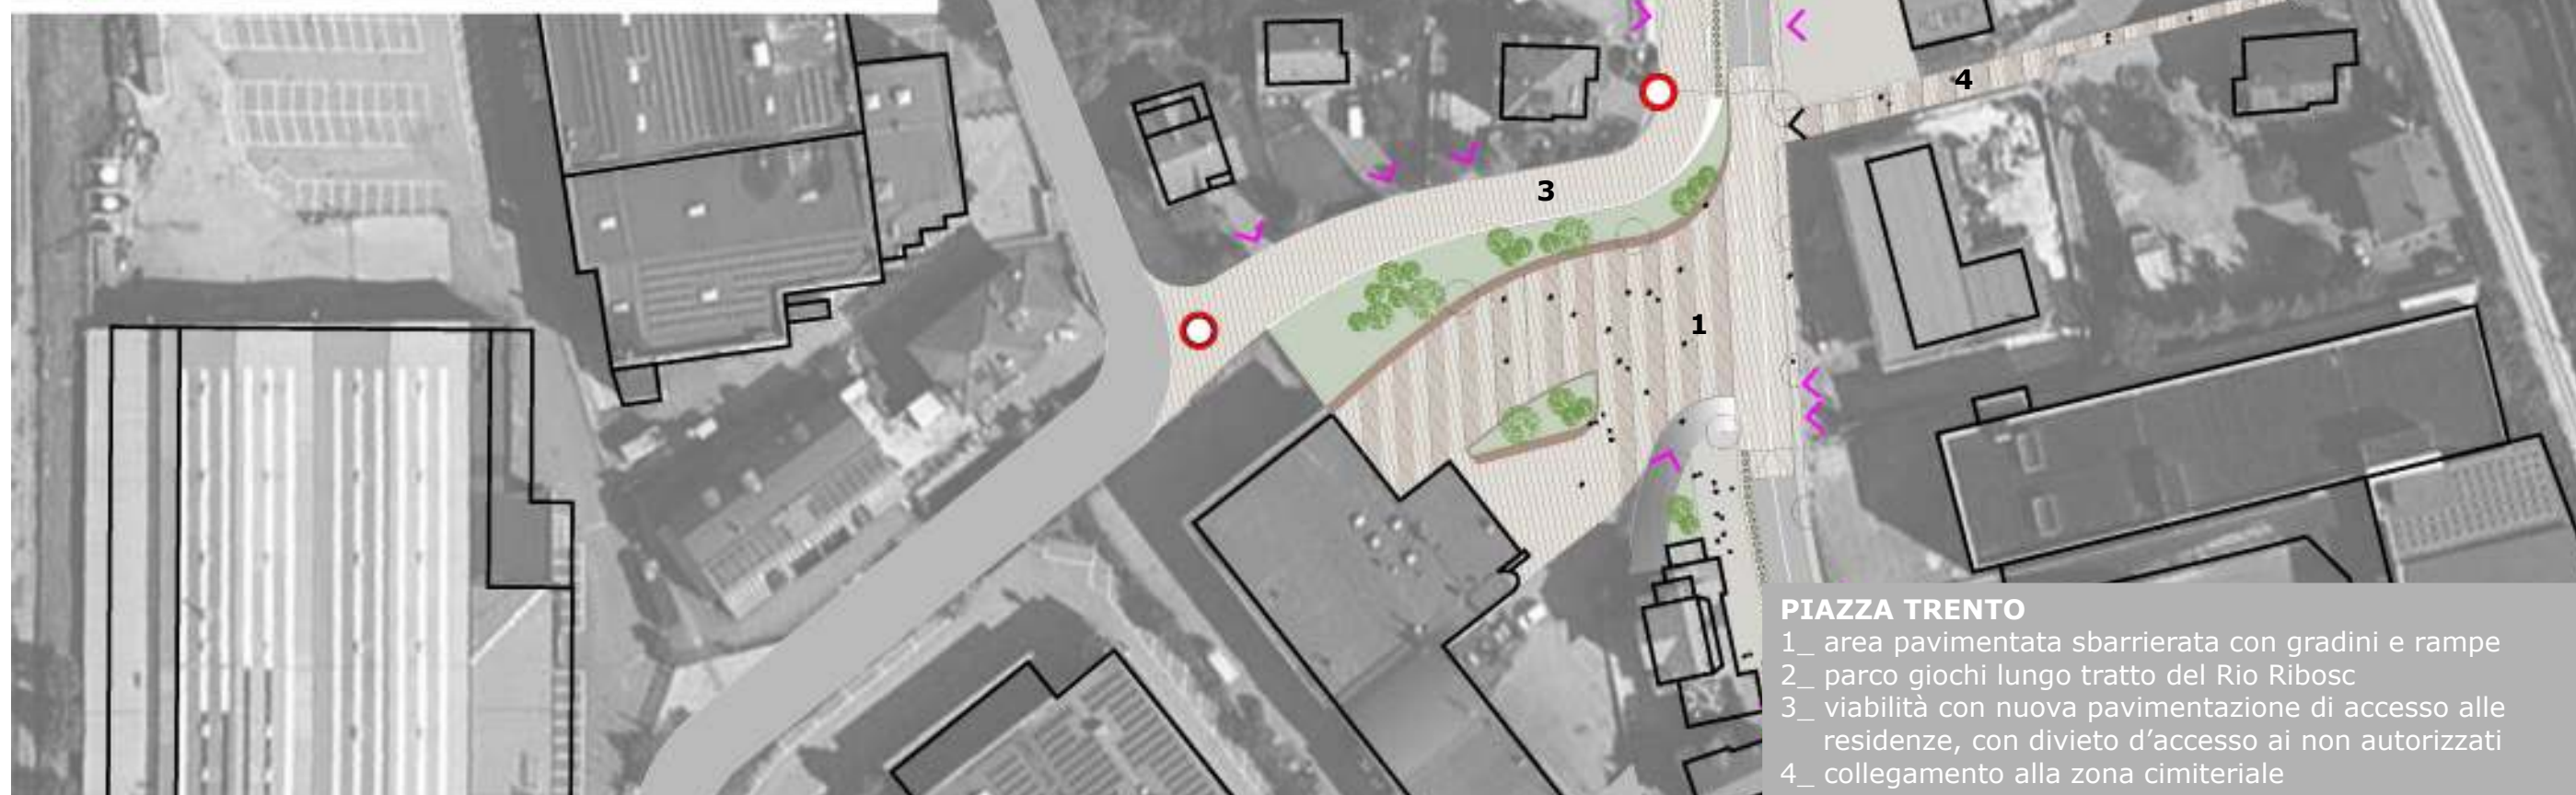 4
3
1
PIAZZA TRENTO
1_ area pavimentata sbarrierata con gradini e rampe
2_ parco giochi lungo tratto del Rio Ribosc
3_ viabilità con nuova pavimentazione di accesso alle
residenze, con divieto d’accesso ai non autorizzati
4_ collegamento alla zona cimiteriale